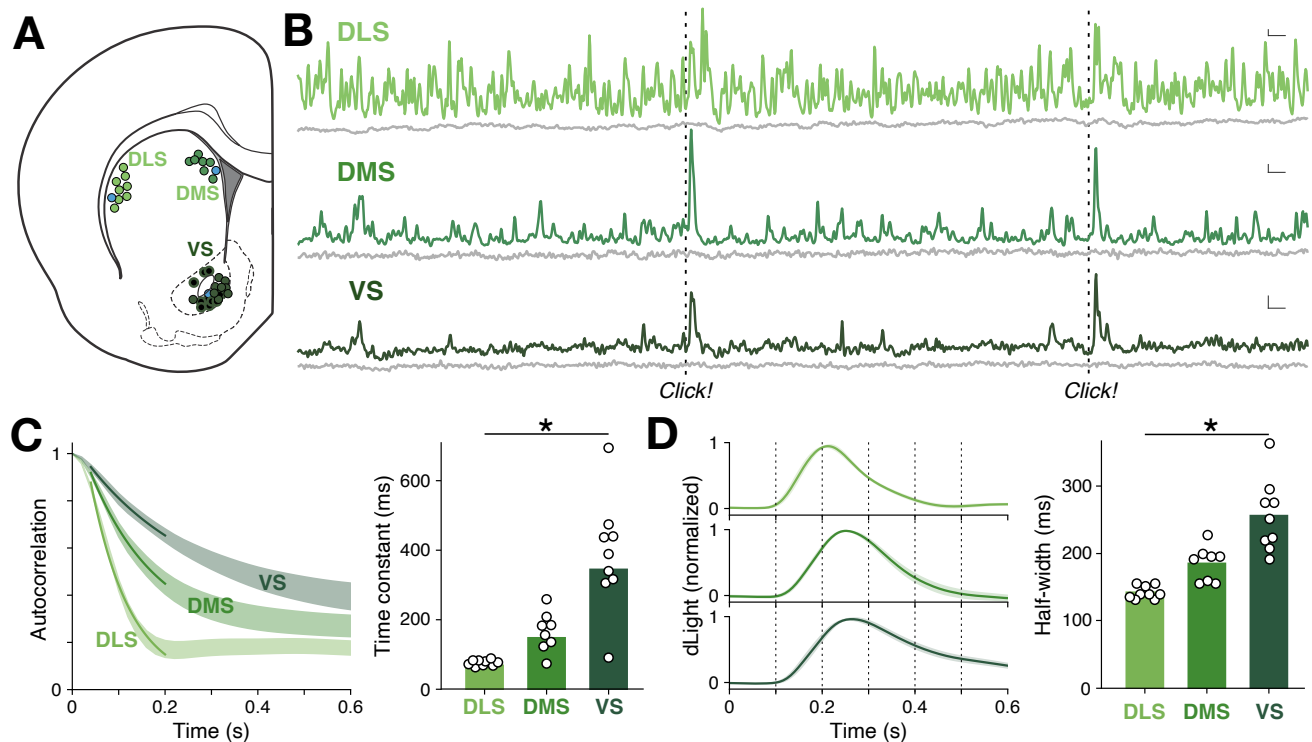 A
DLS
DMS
VS
B
DLS
DMS
VS
Click!
Click!
C
Autocorrelation
1
0
VS
DMS
DLS
0
0.2
0.4
0.6
Time (s)
*
Time constant (ms)
600
400
200
0
DLS
DMS
VS
D
dLight (normalized)
1
0
1
0
1
0
0
0.2
0.4
0.6
Time (s)
*
Half-width (ms)
300
200
100
0
DLS
DMS
VS